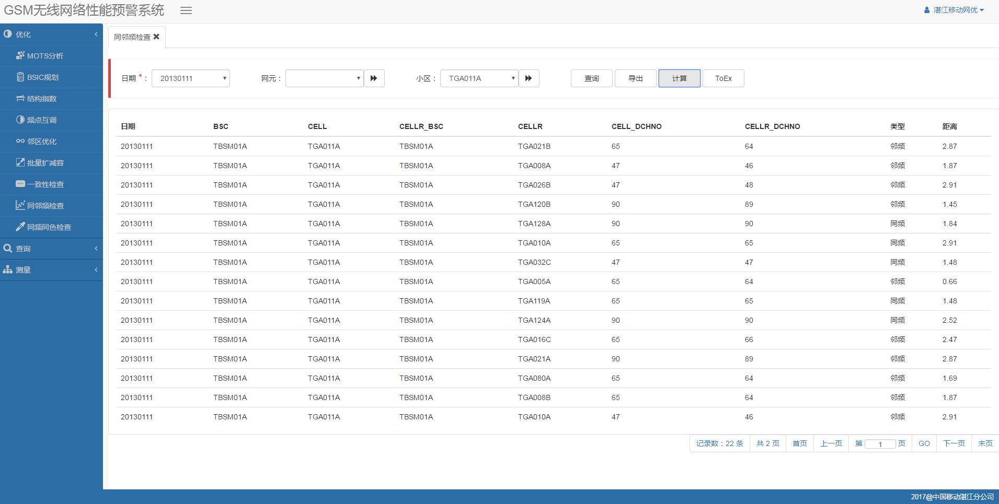 GSM无线网络性能预警系统
湛江移动网优
优化
MOTS分析
BSIC规划
结构指数
频点互调
邻区优化
批量扩减容
一致性检查
同邻频检查
同频同色检查
查询
测量
同邻频检查
日期 * : 20130111 网元： 小区： TGA011A 查询 导出 计算 ToEx
日期 BSC CELL CELLR_BSC CELLR CELL_DCHNO CELLR_DCHNO 类型 距离
20130111 TBSM01A TGA011A TBSM01A TGA021B 65 64 邻频 2.87
20130111 TBSM01A TGA011A TBSM01A TGA008A 47 46 邻频 1.87
20130111 TBSM01A TGA011A TBSM01A TGA026B 47 48 邻频 2.91
20130111 TBSM01A TGA011A TBSM01A TGA120B 90 89 邻频 1.45
20130111 TBSM01A TGA011A TBSM01A TGA128A 90 90 同频 1.84
20130111 TBSM01A TGA011A TBSM01A TGA010A 65 65 同频 2.91
20130111 TBSM01A TGA011A TBSM01A TGA032C 47 47 同频 1.48
20130111 TBSM01A TGA011A TBSM01A TGA005A 65 64 邻频 0.66
20130111 TBSM01A TGA011A TBSM01A TGA119A 65 65 同频 1.48
20130111 TBSM01A TGA011A TBSM01A TGA124A 90 90 同频 2.52
20130111 TBSM01A TGA011A TBSM01A TGA016C 65 66 邻频 2.47
20130111 TBSM01A TGA011A TBSM01A TGA021A 90 89 邻频 2.87
20130111 TBSM01A TGA011A TBSM01A TGA080A 65 64 邻频 1.69
20130111 TBSM01A TGA011A TBSM01A TGA008B 65 64 邻频 1.87
20130111 TBSM01A TGA011A TBSM01A TGA010A 47 46 邻频 2.91
记录数：22 条 共 2 页 首页 上一页 第 1 页 GO 下一页 末页
2017@中国移动湛江分公司